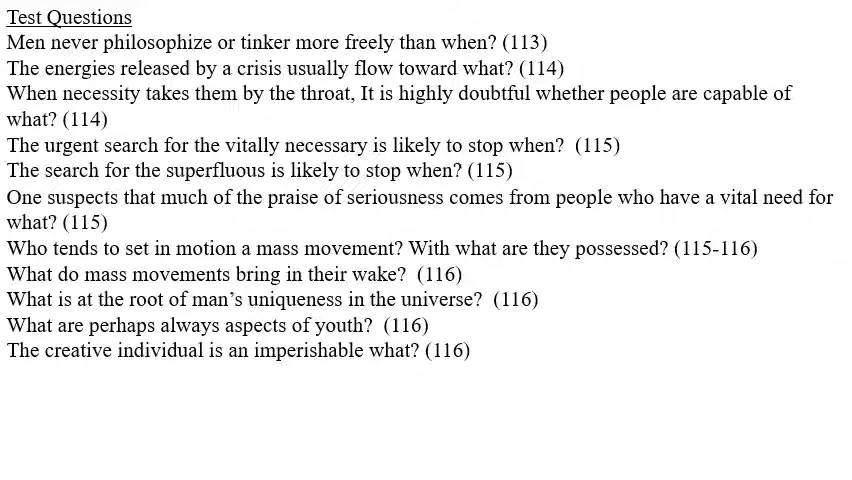 Test Questions
Men never philosophize or tinker more freely than when? (113)
The energies released by a crisis usually flow toward what? (114)
When necessity takes them by the throat, It is highly doubtful whether people are capable of
what? (114)
The urgent search for the vitally necessary is likely to stop when?  (115)
The search for the superfluous is likely to stop when? (115)
One suspects that much of the praise of seriousness comes from people who have a vital need for
what? (115)
Who tends to set in motion a mass movement? With what are they possessed? (115-116)
What do mass movements bring in their wake?  (116)
What is at the root of man’s uniqueness in the universe?  (116)
What are perhaps always aspects of youth?  (116)
The creative individual is an imperishable what? (116)